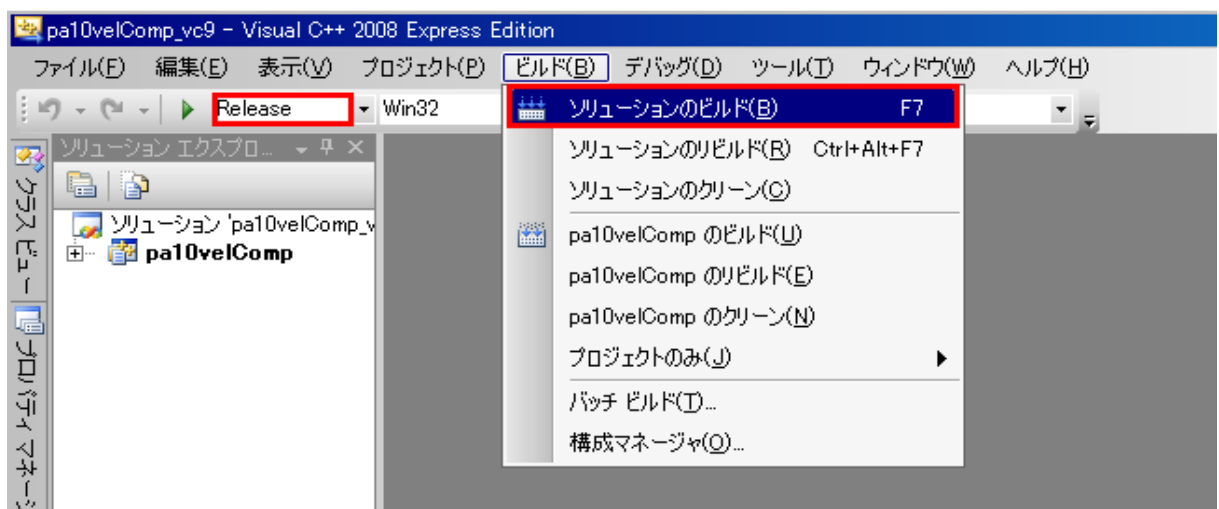 pa10velComp_vc9 - Visual C++ 2008 Express Edition
ファイル(F) 編集(E) 表示(V) プロジェクト(P) ビルド(B) デバッグ(D) ツール(T) ウィンドウ(W) ヘルプ(H)
Release Win32
ソリューションのビルド(B) F7
ソリューションのリビルド(R) Ctrl+Alt+F7
ソリューションのクリーン(C)
pa10velComp のビルド(U)
pa10velComp のリビルド(E)
pa10velComp のクリーン(N)
プロジェクトのみ(J)
バッチ ビルド(T)...
構成マネージャ(O)...
ソリューション エクスプロ...
ソリューション 'pa10velComp_v
pa10velComp
クラス ビュー
プロパティ マネージ